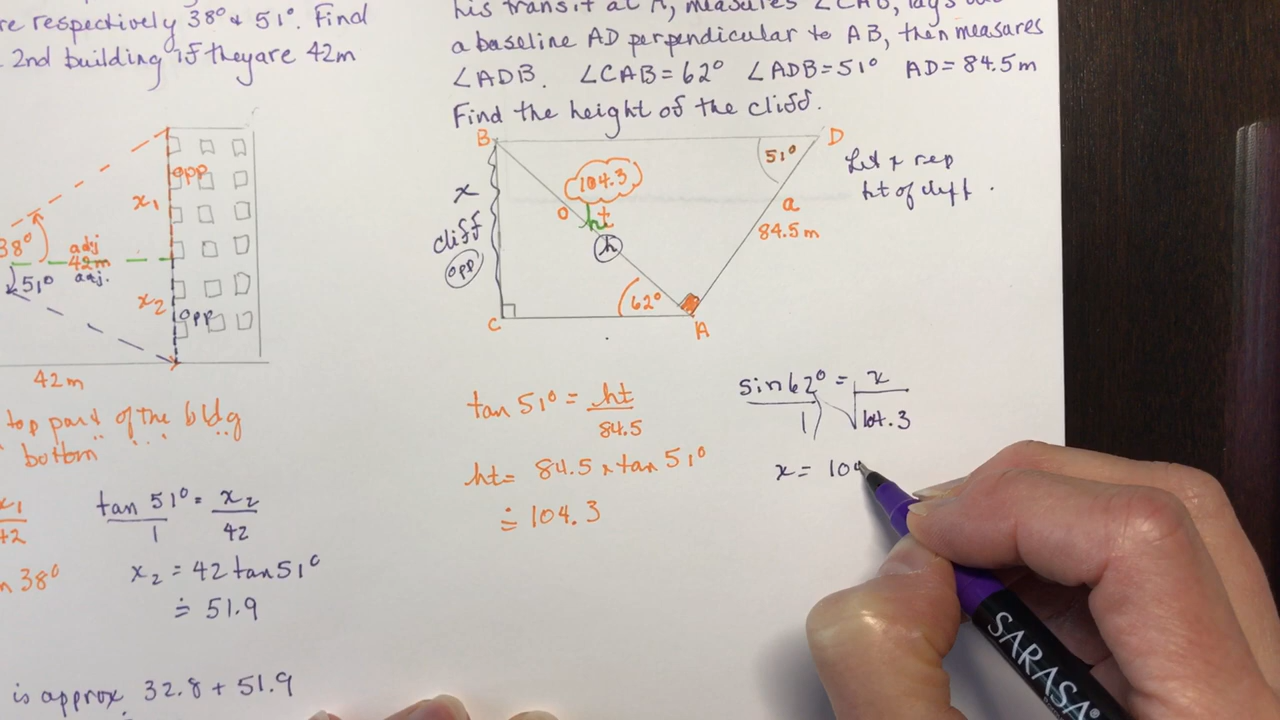 re respectively 38° & 51°. Find
2nd building if they are 42m
38°
51°
adj
42m
adj.
x₁
opp
x₂
opp
42m
top part of the bldg
bottom
x₁
42
n 38°
tan 51° = x₂
1 42
x₂ = 42 tan 51°
≐ 51.9
is approx. 32.8 + 51.9
his transit at A, measures ∠CAB, lays
a baseline AD perpendicular to AB, then measures
∠ADB. ∠CAB = 62° ∠ADB = 51° AD = 84.5m
Find the height of the cliff.
B
D
51°
104.3
x
o
ht
h
a
84.5m
cliff
opp
62°
C
A
Let x rep
ht of cliff.
tan 51° = ht
84.5
ht = 84.5 × tan 51°
≐ 104.3
sin 62° = x
1 104.3
x = 104
SARASA®